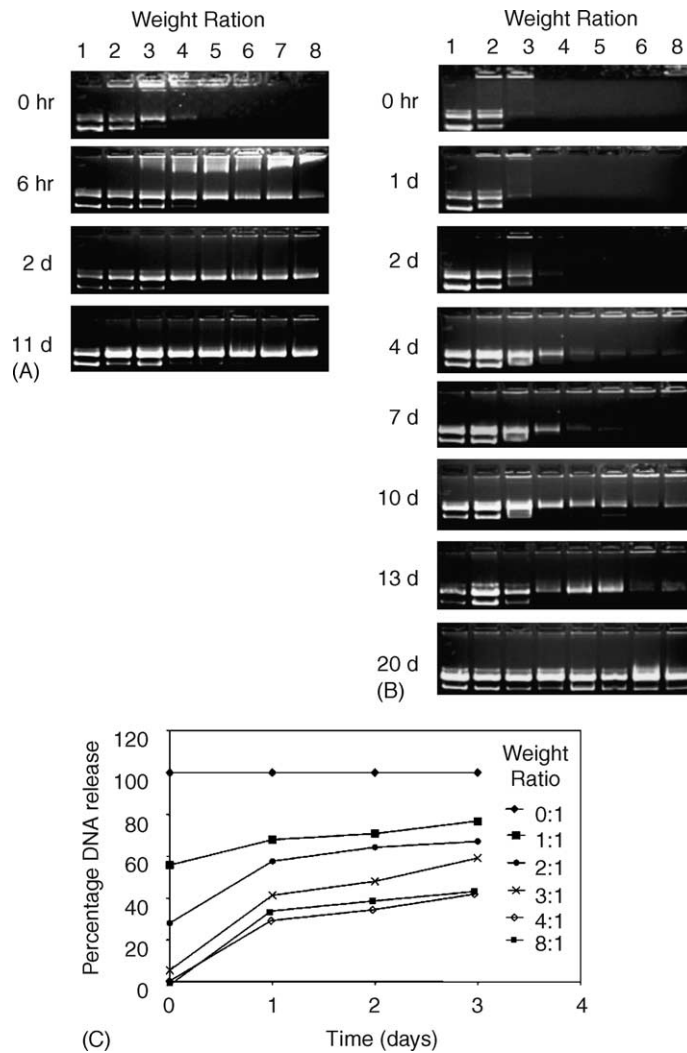 Weight Ration
1 2 3 4 5 6 7 8
0 hr
6 hr
2 d
11 d
(A)
Weight Ration
1 2 3 4 5 6 8
0 hr
1 d
2 d
4 d
7 d
10 d
13 d
20 d
(B)
120
100
80
60
40
20
0
Percentage DNA release
0 1 2 3 4
Time (days)
Weight
Ratio
0:1
1:1
2:1
3:1
4:1
8:1
(C)